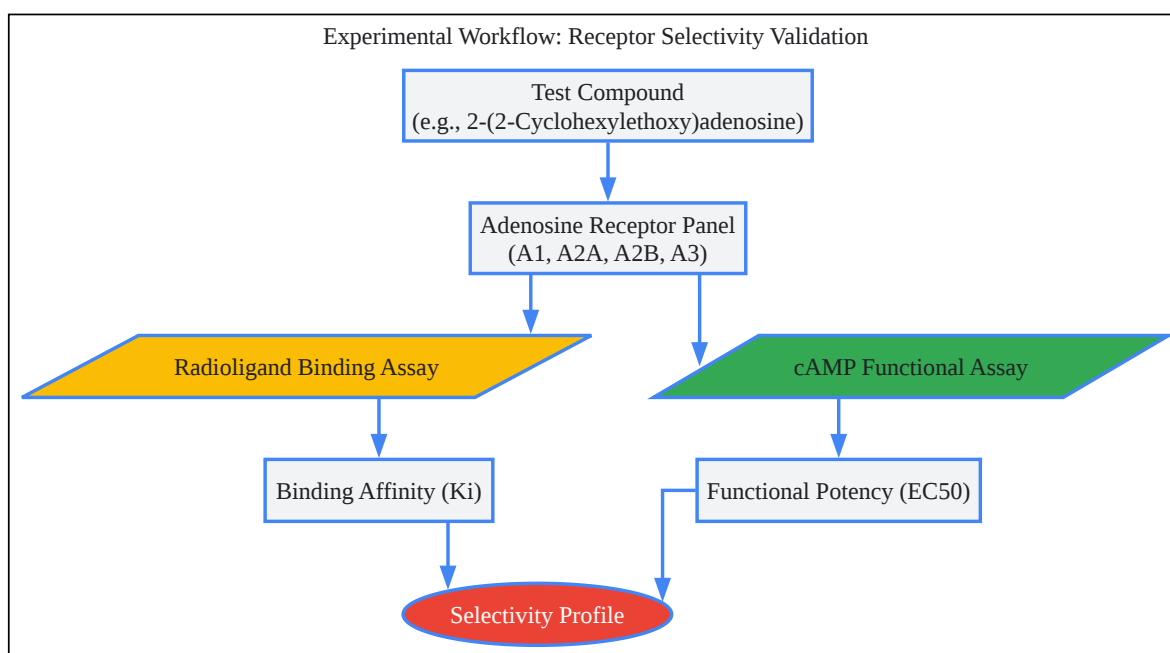 Experimental Workflow: Receptor Selectivity Validation
Test Compound
(e.g., 2-(2-Cyclohexylethoxy)adenosine)
Adenosine Receptor Panel
(A1, A2A, A2B, A3)
Radioligand Binding Assay
cAMP Functional Assay
Binding Affinity (Ki)
Functional Potency (EC50)
Selectivity Profile